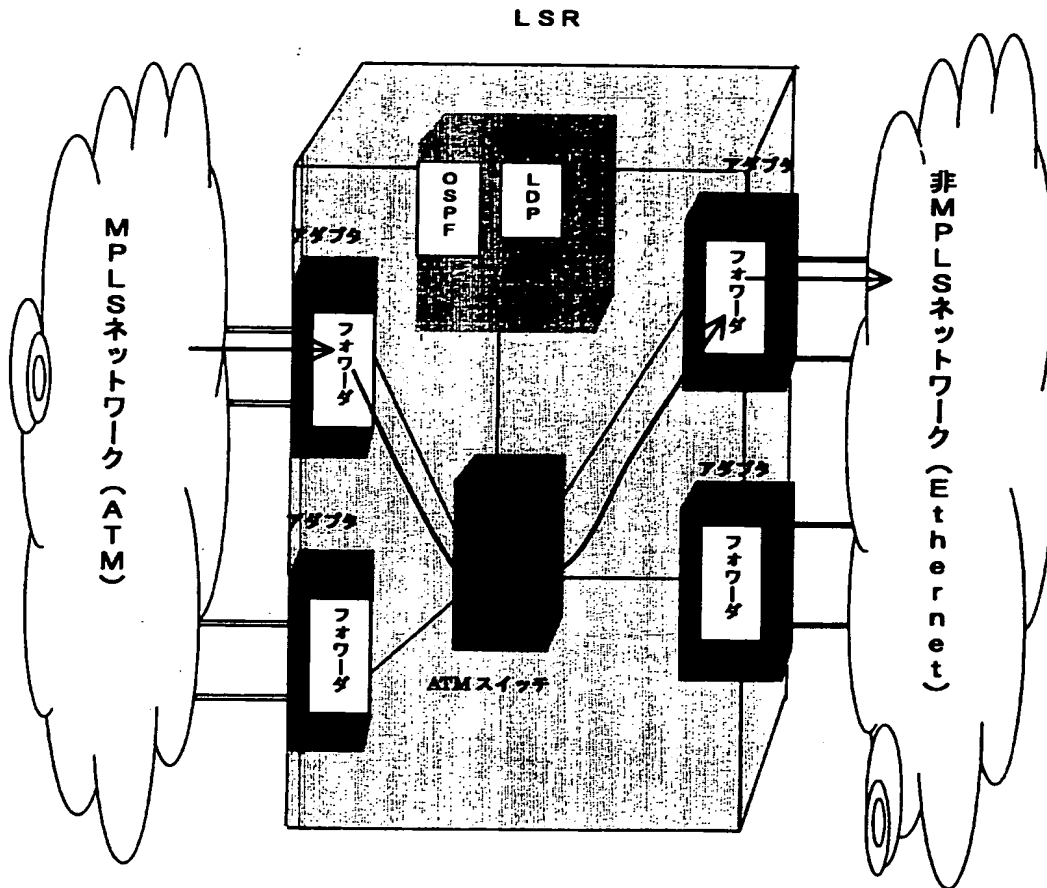 LSR
MPLSネットワーク(ATM)
アダプタ
フォワーダ
アダプタ
フォワーダ
OSPF
LDP
ATMスイッチ
アダプタ
フォワーダ
アダプタ
フォワーダ
非MPLSネットワーク(Ethernet)